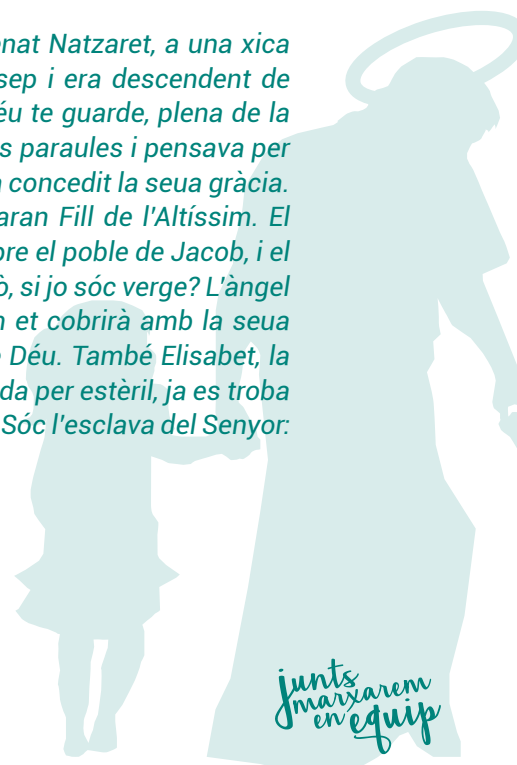 enat Natzaret, a una xica
sep i era descendent de
éu te guarde, plena de la
s paraules i pensava per
concedit la seua gràcia.
aran Fill de l'Altíssim. El
bre el poble de Jacob, i el
ò, si jo sóc verge? L'àngel
et cobrirà amb la seua
Déu. També Elisabet, la
da per estèril, ja es troba
Sóc l'esclava del Senyor:
junts
marxarem
en equip